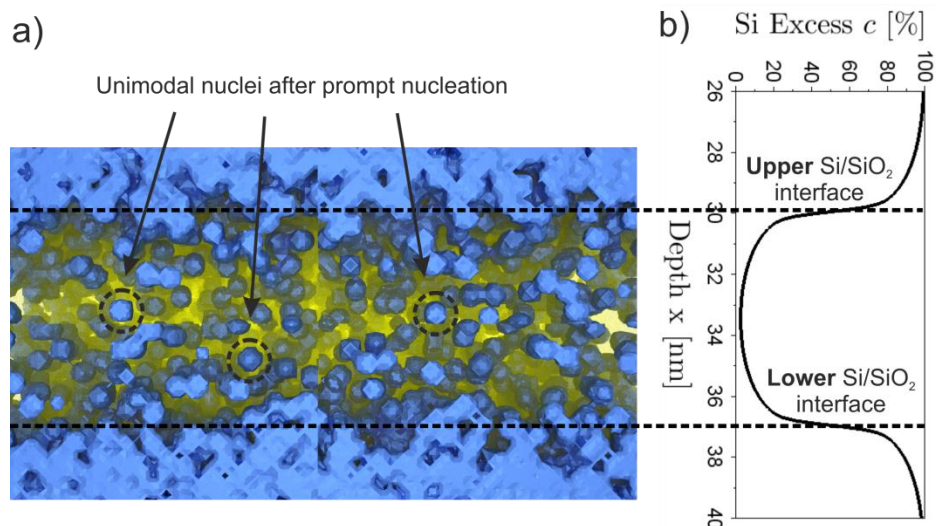 a)
Unimodal nuclei after prompt nucleation
b)
Si Excess c [%]
0
20
40
60
80
100
26
28
30
32
34
36
38
40
Depth x [nm]
Upper Si/SiO₂
interface
Lower Si/SiO₂
interface